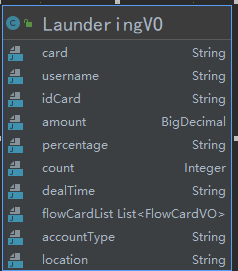 LaunderingVO
card String
username String
idCard String
amount BigDecimal
percentage String
count Integer
dealTime String
flowCardList List<FlowCardVO>
accountType String
location String